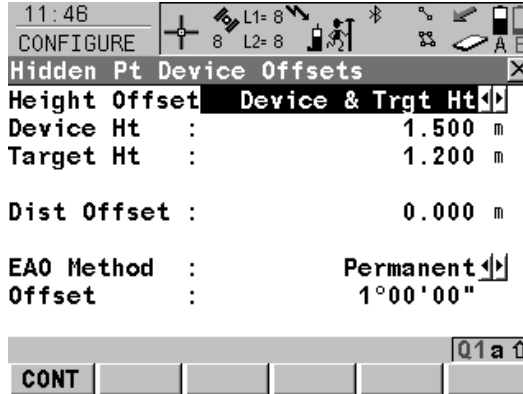 11:46
CONFIGURE
8 L1= 8
L2= 8
A B
Hidden Pt Device Offsets X
Height Offset Device & Trgt Ht
Device Ht : 1.500 m
Target Ht : 1.200 m
Dist Offset : 0.000 m
EAO Method : Permanent
Offset : 1°00'00"
Q1 a ⇧
CONT